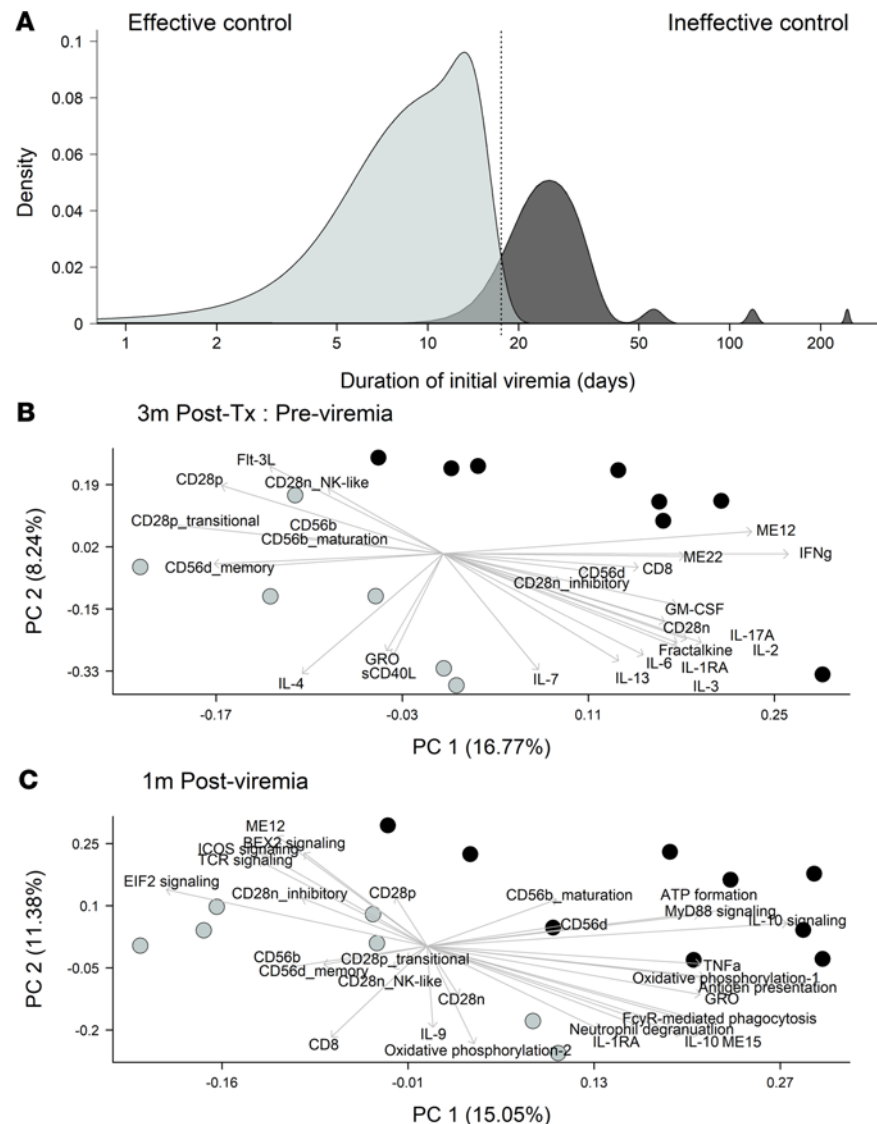 A
Effective control
Ineffective control
0.1
0.08
0.06
0.04
0.02
0
Density
1 2 5 10 20 50 100 200
Duration of initial viremia (days)
B
3m Post-Tx : Pre-viremia
0.19
0.02
-0.15
-0.33
PC 2 (8.24%)
Flt-3L
CD28p
CD28n_NK-like
CD28p_transitional
CD56b
CD56b_maturation
CD56d_memory
ME12
IFNg
ME22
CD8
CD56d
CD28n_inhibitory
GM-CSF
CD28n
IL-17A
Fractalkine
IL-2
IL-6
IL-1RA
IL-13
IL-3
GRO
sCD40L
IL-4
IL-7
-0.17 -0.03 0.11 0.25
PC 1 (16.77%)
C
1m Post-viremia
0.25
0.1
-0.05
-0.2
PC 2 (11.38%)
ME12
BEX2 signaling
ICOS signaling
TCR signaling
EIF2 signaling
CD28n_inhibitory
CD28p
CD56b_maturation
ATP formation
MyD88 signaling
CD56d
IL-10 signaling
CD56b
CD28p_transitional
CD56d_memory
CD28n_NK-like
TNFa
Oxidative phosphorylation-1
Antigen presentation
CD28n
GRO
FcγR-mediated phagocytosis
Neutrophil degranuatlion
IL-9
CD8
IL-1RA
IL-10 ME15
Oxidative phosphorylation-2
-0.16 -0.01 0.13 0.27
PC 1 (15.05%)